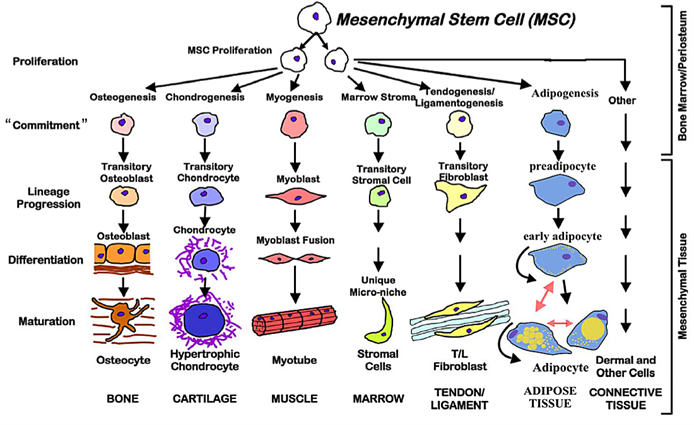 Mesenchymal Stem Cell (MSC)
MSC Proliferation
Proliferation
Osteogenesis
Chondrogenesis
Myogenesis
Marrow Stroma
Tendogenesis/
Ligamentogenesis
Adipogenesis
Other
Bone Marrow/Periosteum
"Commitment"
Transitory
Osteoblast
Transitory
Chondrocyte
Myoblast
Transitory
Stromal Cell
Transitory
Fibroblast
preadipocyte
Lineage
Progression
Osteoblast
Chondrocyte
Myoblast Fusion
early adipocyte
Differentiation
Unique
Micro-niche
Mesenchymal Tissue
Maturation
Osteocyte
Hypertrophic
Chondrocyte
Myotube
Stromal
Cells
T/L
Fibroblast
Adipocyte
Dermal and
Other Cells
BONE
CARTILAGE
MUSCLE
MARROW
TENDON/
LIGAMENT
ADIPOSE
TISSUE
CONNECTIVE
TISSUE